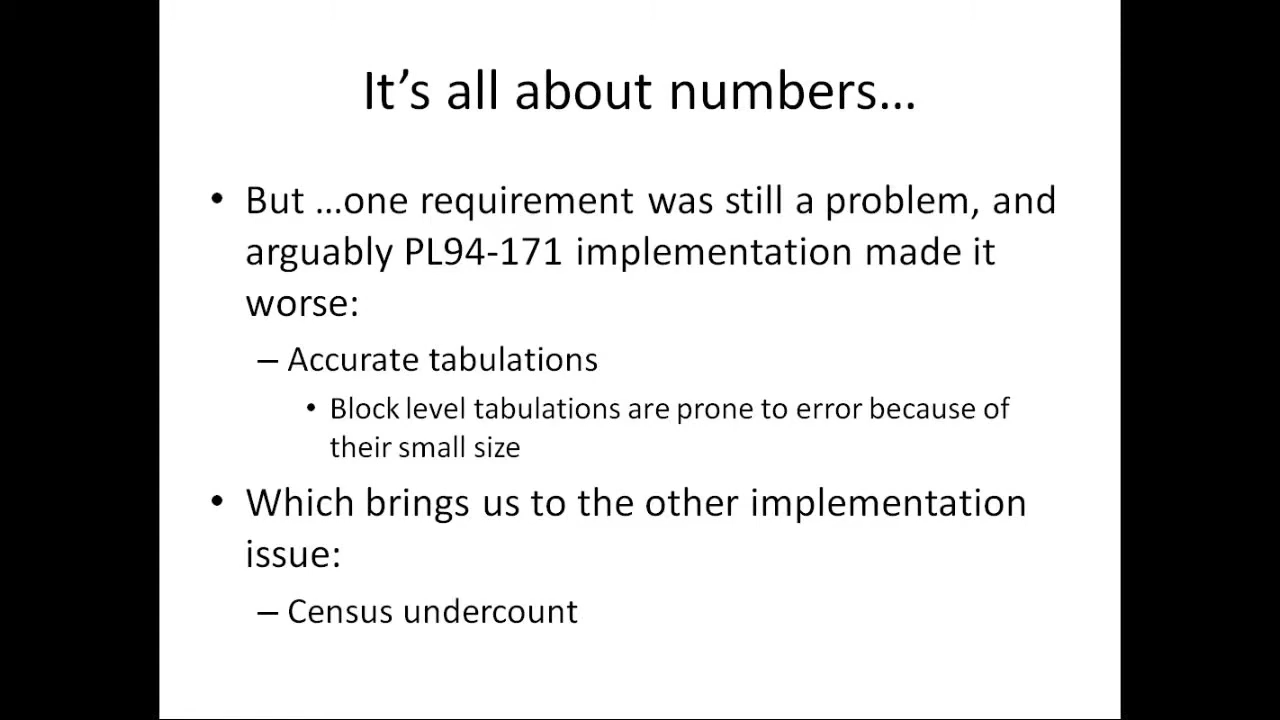 It’s all about numbers…
• But …one requirement was still a problem, and
arguably PL94-171 implementation made it
worse:
– Accurate tabulations
• Block level tabulations are prone to error because of
their small size
• Which brings us to the other implementation
issue:
– Census undercount